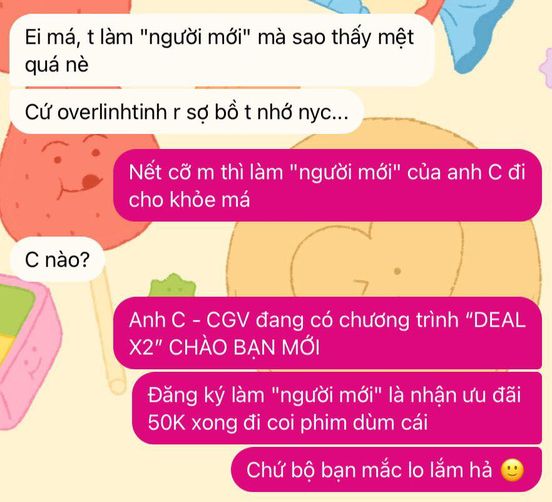 Ei má, t làm "người mới" mà sao thấy mệt
quá nè
Cứ overlinhtinh r sợ bồ t nhớ nyc...
Nết cỡ m thì làm "người mới" của anh C đi
cho khỏe má
C nào?
Anh C - CGV đang có chương trình “DEAL
X2” CHÀO BẠN MỚI
Đăng ký làm "người mới" là nhận ưu đãi
50K xong đi coi phim dùm cái
Chứ bộ bạn mắc lo lắm hả 🙂